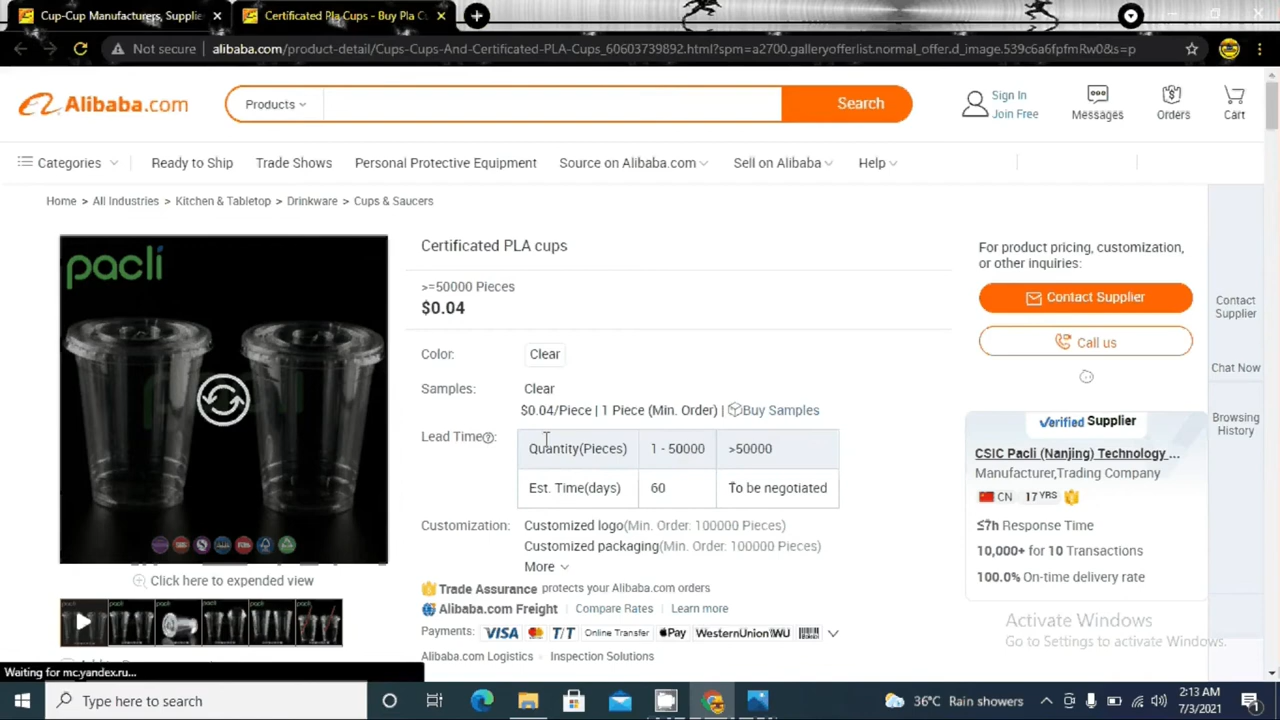 Cup-Cup Manufacturers, Supplie
Certificated Pla Cups - Buy Pla C
Not secure
alibaba.com/product-detail/Cups-Cups-And-Certificated-PLA-Cups_60603739892.html?spm=a2700.galleryofferlist.normal_offer.d_image.539c6a6fpfmRw0&s=p
Alibaba.com
Products
Search
Sign In
Join Free
Messages
Orders
Cart
Categories
Ready to Ship
Trade Shows
Personal Protective Equipment
Source on Alibaba.com
Sell on Alibaba
Help
Home > All Industries > Kitchen & Tabletop > Drinkware > Cups & Saucers
pacli
Click here to expended view
Certificated PLA cups
>=50000 Pieces
$0.04
Color: Clear
Samples: Clear
$0.04/Piece | 1 Piece (Min. Order) | Buy Samples
Lead Time
Quantity(Pieces) 1 - 50000 >50000
Est. Time(days) 60 To be negotiated
Customization: Customized logo(Min. Order: 100000 Pieces)
Customized packaging(Min. Order: 100000 Pieces)
More
Trade Assurance protects your Alibaba.com orders
Alibaba.com Freight Compare Rates Learn more
Payments: VISA T/T Online Transfer Pay WesternUnion WU
Alibaba.com Logistics · Inspection Solutions
For product pricing, customization,
or other inquiries:
Contact Supplier
Call us
Verified Supplier
CSIC Pacli (Nanjing) Technology ...
Manufacturer,Trading Company
CN 17 YRS
≤7h Response Time
10,000+ for 10 Transactions
100.0% On-time delivery rate
Contact
Supplier
Chat Now
Browsing
History
Activate Windows
Go to Settings to activate Windows.
Waiting for mc.yandex.ru...
Type here to search
36°C Rain showers
2:13 AM
7/3/2021
1